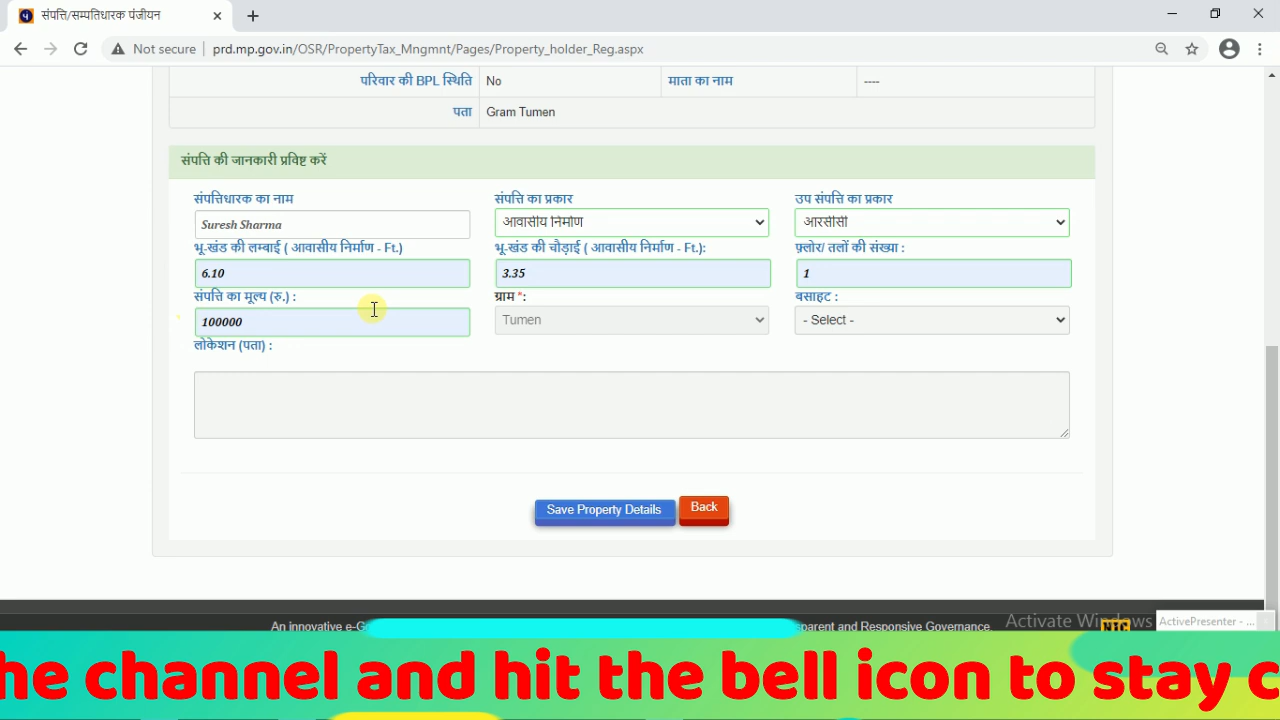 संपत्ति/सम्पतिधारक पंजीयन
Not secure prd.mp.gov.in/OSR/PropertyTax_Mngmnt/Pages/Property_holder_Reg.aspx
परिवार की BPL स्थिति No माता का नाम ----
पता Gram Tumen
संपत्ति की जानकारी प्रविष्ट करें
संपत्तिधारक का नाम संपत्ति का प्रकार उप संपत्ति का प्रकार
Suresh Sharma आवासीय निर्माण आरसीसी
भू-खंड की लम्बाई ( आवासीय निर्माण - Ft.) भू-खंड की चौड़ाई ( आवासीय निर्माण - Ft.): फ़्लोर/ तलों की संख्या :
6.10 3.35 1
संपत्ति का मूल्य (रु.) : ग्राम *: बसाहट :
100000 Tumen - Select -
लोकेशन (पता) :
Save Property Details Back
Activate Windows ActivePresenter - ...
An innovative e-G sparent and Responsive Governance. NIC
he channel and hit the bell icon to stay c